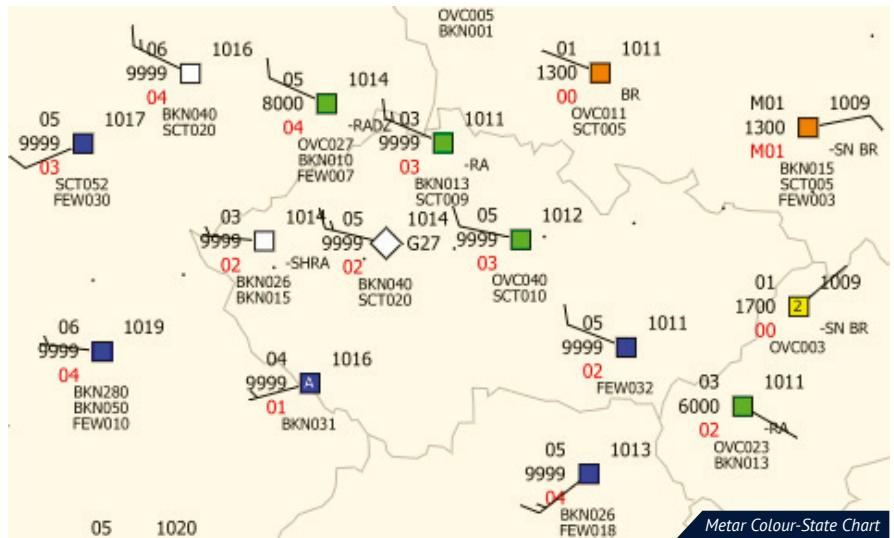 OVC005
BKN001
06 1016
9999
04
BKN040
SCT020
05 1014
8000
04 -RADZ
OVC027
BKN010
FEW007
01 1011
1300
00 BR
OVC011
SCT005
M01 1009
1300
M01 -SN BR
BKN015
SCT005
FEW003
05 1017
9999
03
SCT052
FEW030
03 1011
9999
03 -RA
BKN013
SCT009
03 1014
9999
02 -SHRA
BKN026
BKN015
05 1014
9999 G27
02
BKN040
SCT020
05 1012
9999
03
OVC040
SCT010
01 1009
1700 2
00 -SN BR
OVC003
06 1019
9999
04
BKN280
BKN050
FEW010
04 1016
9999 A
01
BKN031
05 1011
9999
02
FEW032
03 1011
6000
02 -RA
OVC023
BKN013
05 1013
9999
04
BKN026
FEW018
05 1020
Metar Colour-State Chart